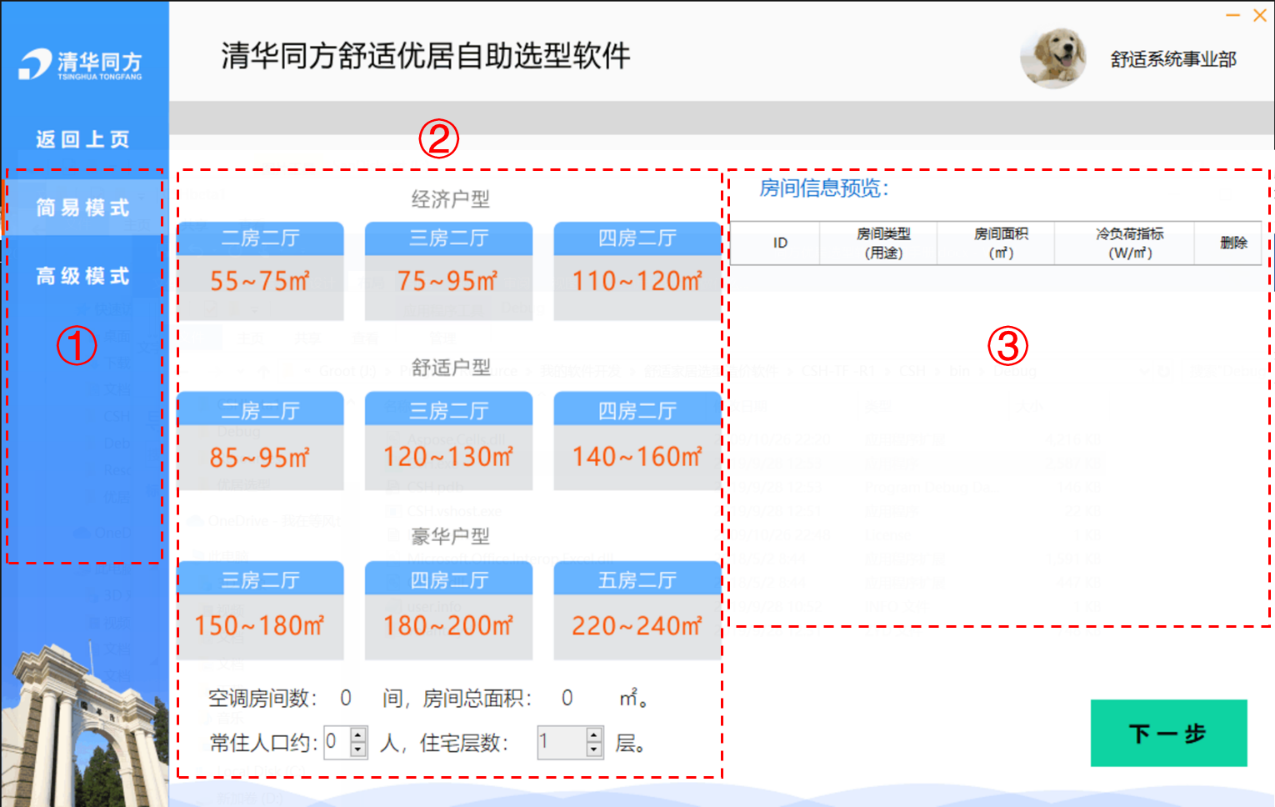 清华同方
TSINGHUA TONGFANG
清华同方舒适优居自助选型软件
舒适系统事业部
返回上页
简易模式
高级模式
①
②
经济户型
二房二厅 三房二厅 四房二厅
55~75㎡ 75~95㎡ 110~120㎡
舒适户型
二房二厅 三房二厅 四房二厅
85~95㎡ 120~130㎡ 140~160㎡
豪华户型
三房二厅 四房二厅 五房二厅
150~180㎡ 180~200㎡ 220~240㎡
空调房间数： 0 间，房间总面积： 0 ㎡。
常住人口约： 0 人，住宅层数： 1 层。
房间信息预览：
ID 房间类型 房间面积 冷负荷指标 删除
(用途) (㎡) (W/㎡)
③
下一步